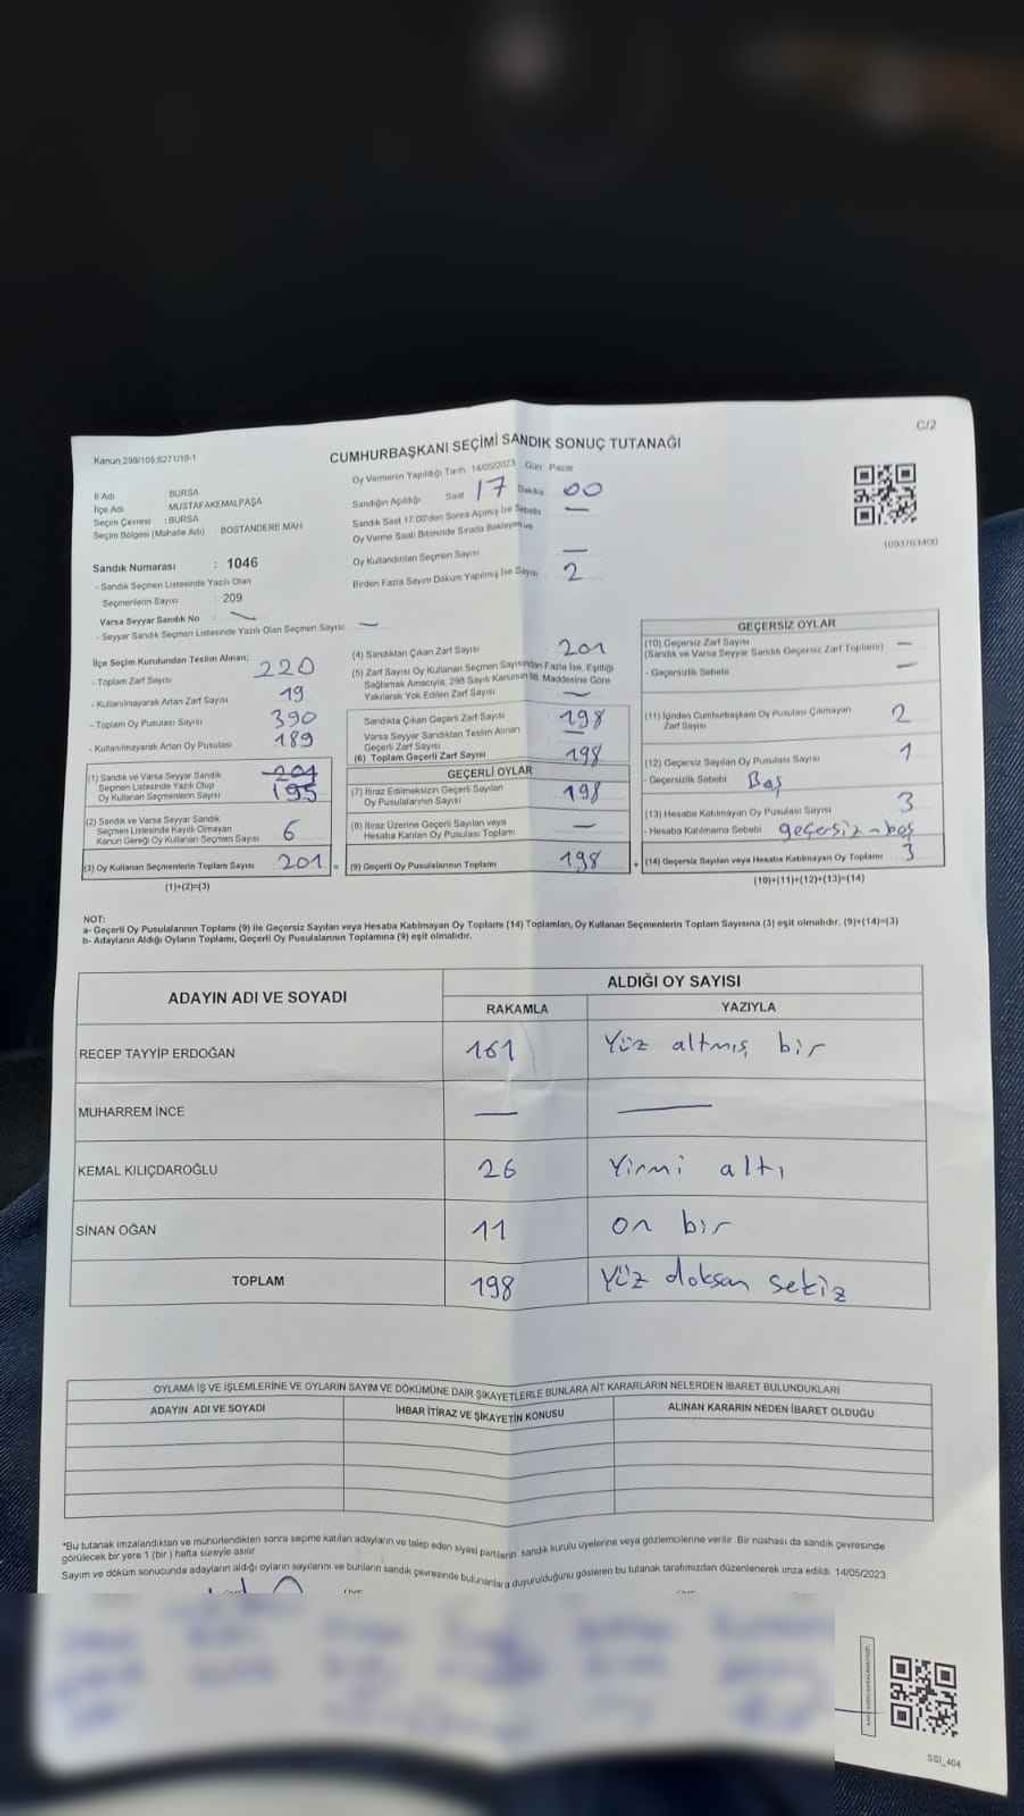 C/2
Kanun 298/105;6271/19-1
CUMHURBAŞKANI SEÇİMİ SANDIK SONUÇ TUTANAĞI
İl Adı BURSA
İlçe Adı MUSTAFAKEMALPAŞA
Seçim Çevresi : BURSA
Seçim Bölgesi (Mahalle Adı) BOSTANDERE MAH
Oy Vermenin Yapıldığı Tarih 14/05/2023 Gün: Pazar
Sandığın Açıldığı Saat 17 Dakika 00
Sandık Saat 17:00'den Sonra Açılmış İse Sebebi —
Oy Verme Saati Bitiminde Sırada Bekleyen ve
Oy Kullandırılan Seçmen Sayısı —
Birden Fazla Sayım Döküm Yapılmış İse Sayısı 2
Sandık Numarası : 1046
- Sandık Seçmen Listesinde Yazılı Olan
Seçmenlerin Sayısı : 209
Varsa Seyyar Sandık No —
- Seyyar Sandık Seçmen Listesinde Yazılı Olan Seçmen Sayısı —
İlçe Seçim Kurulundan Teslim Alınan;
- Toplam Zarf Sayısı 220
- Kullanılmayarak Artan Zarf Sayısı 19
- Toplam Oy Pusulası Sayısı 390
- Kullanılmayarak Artan Oy Pusulası 189
(1) Sandık ve Varsa Seyyar Sandık 201
Seçmen Listesinde Yazılı Olup
Oy Kullanan Seçmenlerin Sayısı 195
(2) Sandık ve Varsa Seyyar Sandık
Seçmen Listesinde Kayıtlı Olmayan
Kanun Gereği Oy Kullanan Seçmen Sayısı 6
(3) Oy Kullanan Seçmenlerin Toplam Sayısı 201 =
(1)+(2)=(3)
(4) Sandıktan Çıkan Zarf Sayısı 201
(5) Zarf Sayısı Oy Kullanan Seçmen Sayısından Fazla İse, Eşitliği
Sağlamak Amacıyla, 298 Sayılı Kanunun 98. Maddesine Göre
Yakılarak Yok Edilen Zarf Sayısı —
Sandıkta Çıkan Geçerli Zarf Sayısı 198
Varsa Seyyar Sandıktan Teslim Alınan
Geçerli Zarf Sayısı —
(6) Toplam Geçerli Zarf Sayısı 198
GEÇERLİ OYLAR
(7) İtiraz Edilmeksizin Geçerli Sayılan
Oy Pusulalarının Sayısı 198
(8) İtiraz Üzerine Geçerli Sayılan veya
Hesaba Katılan Oy Pusulası Toplamı —
(9) Geçerli Oy Pusulalarının Toplamı 198 +
GEÇERSİZ OYLAR
(10) Geçersiz Zarf Sayısı —
(Sandık ve Varsa Seyyar Sandık Geçersiz Zarf Toplamı)
- Geçersizlik Sebebi —
(11) İçinden Cumhurbaşkanı Oy Pusulası Çıkmayan
Zarf Sayısı 2
(12) Geçersiz Sayılan Oy Pusulası Sayısı 1
- Geçersizlik Sebebi Boş
(13) Hesaba Katılmayan Oy Pusulası Sayısı 3
- Hesaba Katılmama Sebebi geçersiz-boş
(14) Geçersiz Sayılan veya Hesaba Katılmayan Oy Toplamı 3
(10)+(11)+(12)+(13)=(14)
NOT:
a- Geçerli Oy Pusulalarının Toplamı (9) ile Geçersiz Sayılan veya Hesaba Katılmayan Oy Toplamı (14) Toplamları, Oy Kullanan Seçmenlerin Toplam Sayısına (3) eşit olmalıdır. (9)+(14)=(3)
b- Adayların Aldığı Oyların Toplamı, Geçerli Oy Pusulalarının Toplamına (9) eşit olmalıdır.
ADAYIN ADI VE SOYADI
ALDIĞI OY SAYISI
RAKAMLA YAZIYLA
RECEP TAYYİP ERDOĞAN 161 Yüz altmış bir
MUHARREM İNCE — —
KEMAL KILIÇDAROĞLU 26 Yirmi altı
SİNAN OĞAN 11 on bir
TOPLAM 198 Yüz doksan sekiz
OYLAMA İŞ VE İŞLEMLERİNE VE OYLARIN SAYIM VE DÖKÜMÜNE DAİR ŞİKAYETLERLE BUNLARA AİT KARARLARIN NELERDEN İBARET BULUNDUKLARI
ADAYIN ADI VE SOYADI İHBAR İTİRAZ VE ŞİKAYETİN KONUSU ALINAN KARARIN NEDEN İBARET OLDUĞU
*Bu tutanak imzalandıktan ve mühürlendikten sonra seçime katılan adayların ve talep eden siyasi partilerin sandık kurulu üyelerine veya gözlemcilerine verilir. Bir nüshası da sandık çevresinde
görülecek bir yere 1 (bir) hafta süreyle asılır.
Sayım ve döküm sonucunda adayların aldığı oyların sayılarını ve bunların sandık çevresinde bulunanlara duyurulduğunu gösteren bu tutanak tarafımızdan düzenlenerek imza edildi. 14/05/2023
SSI_404